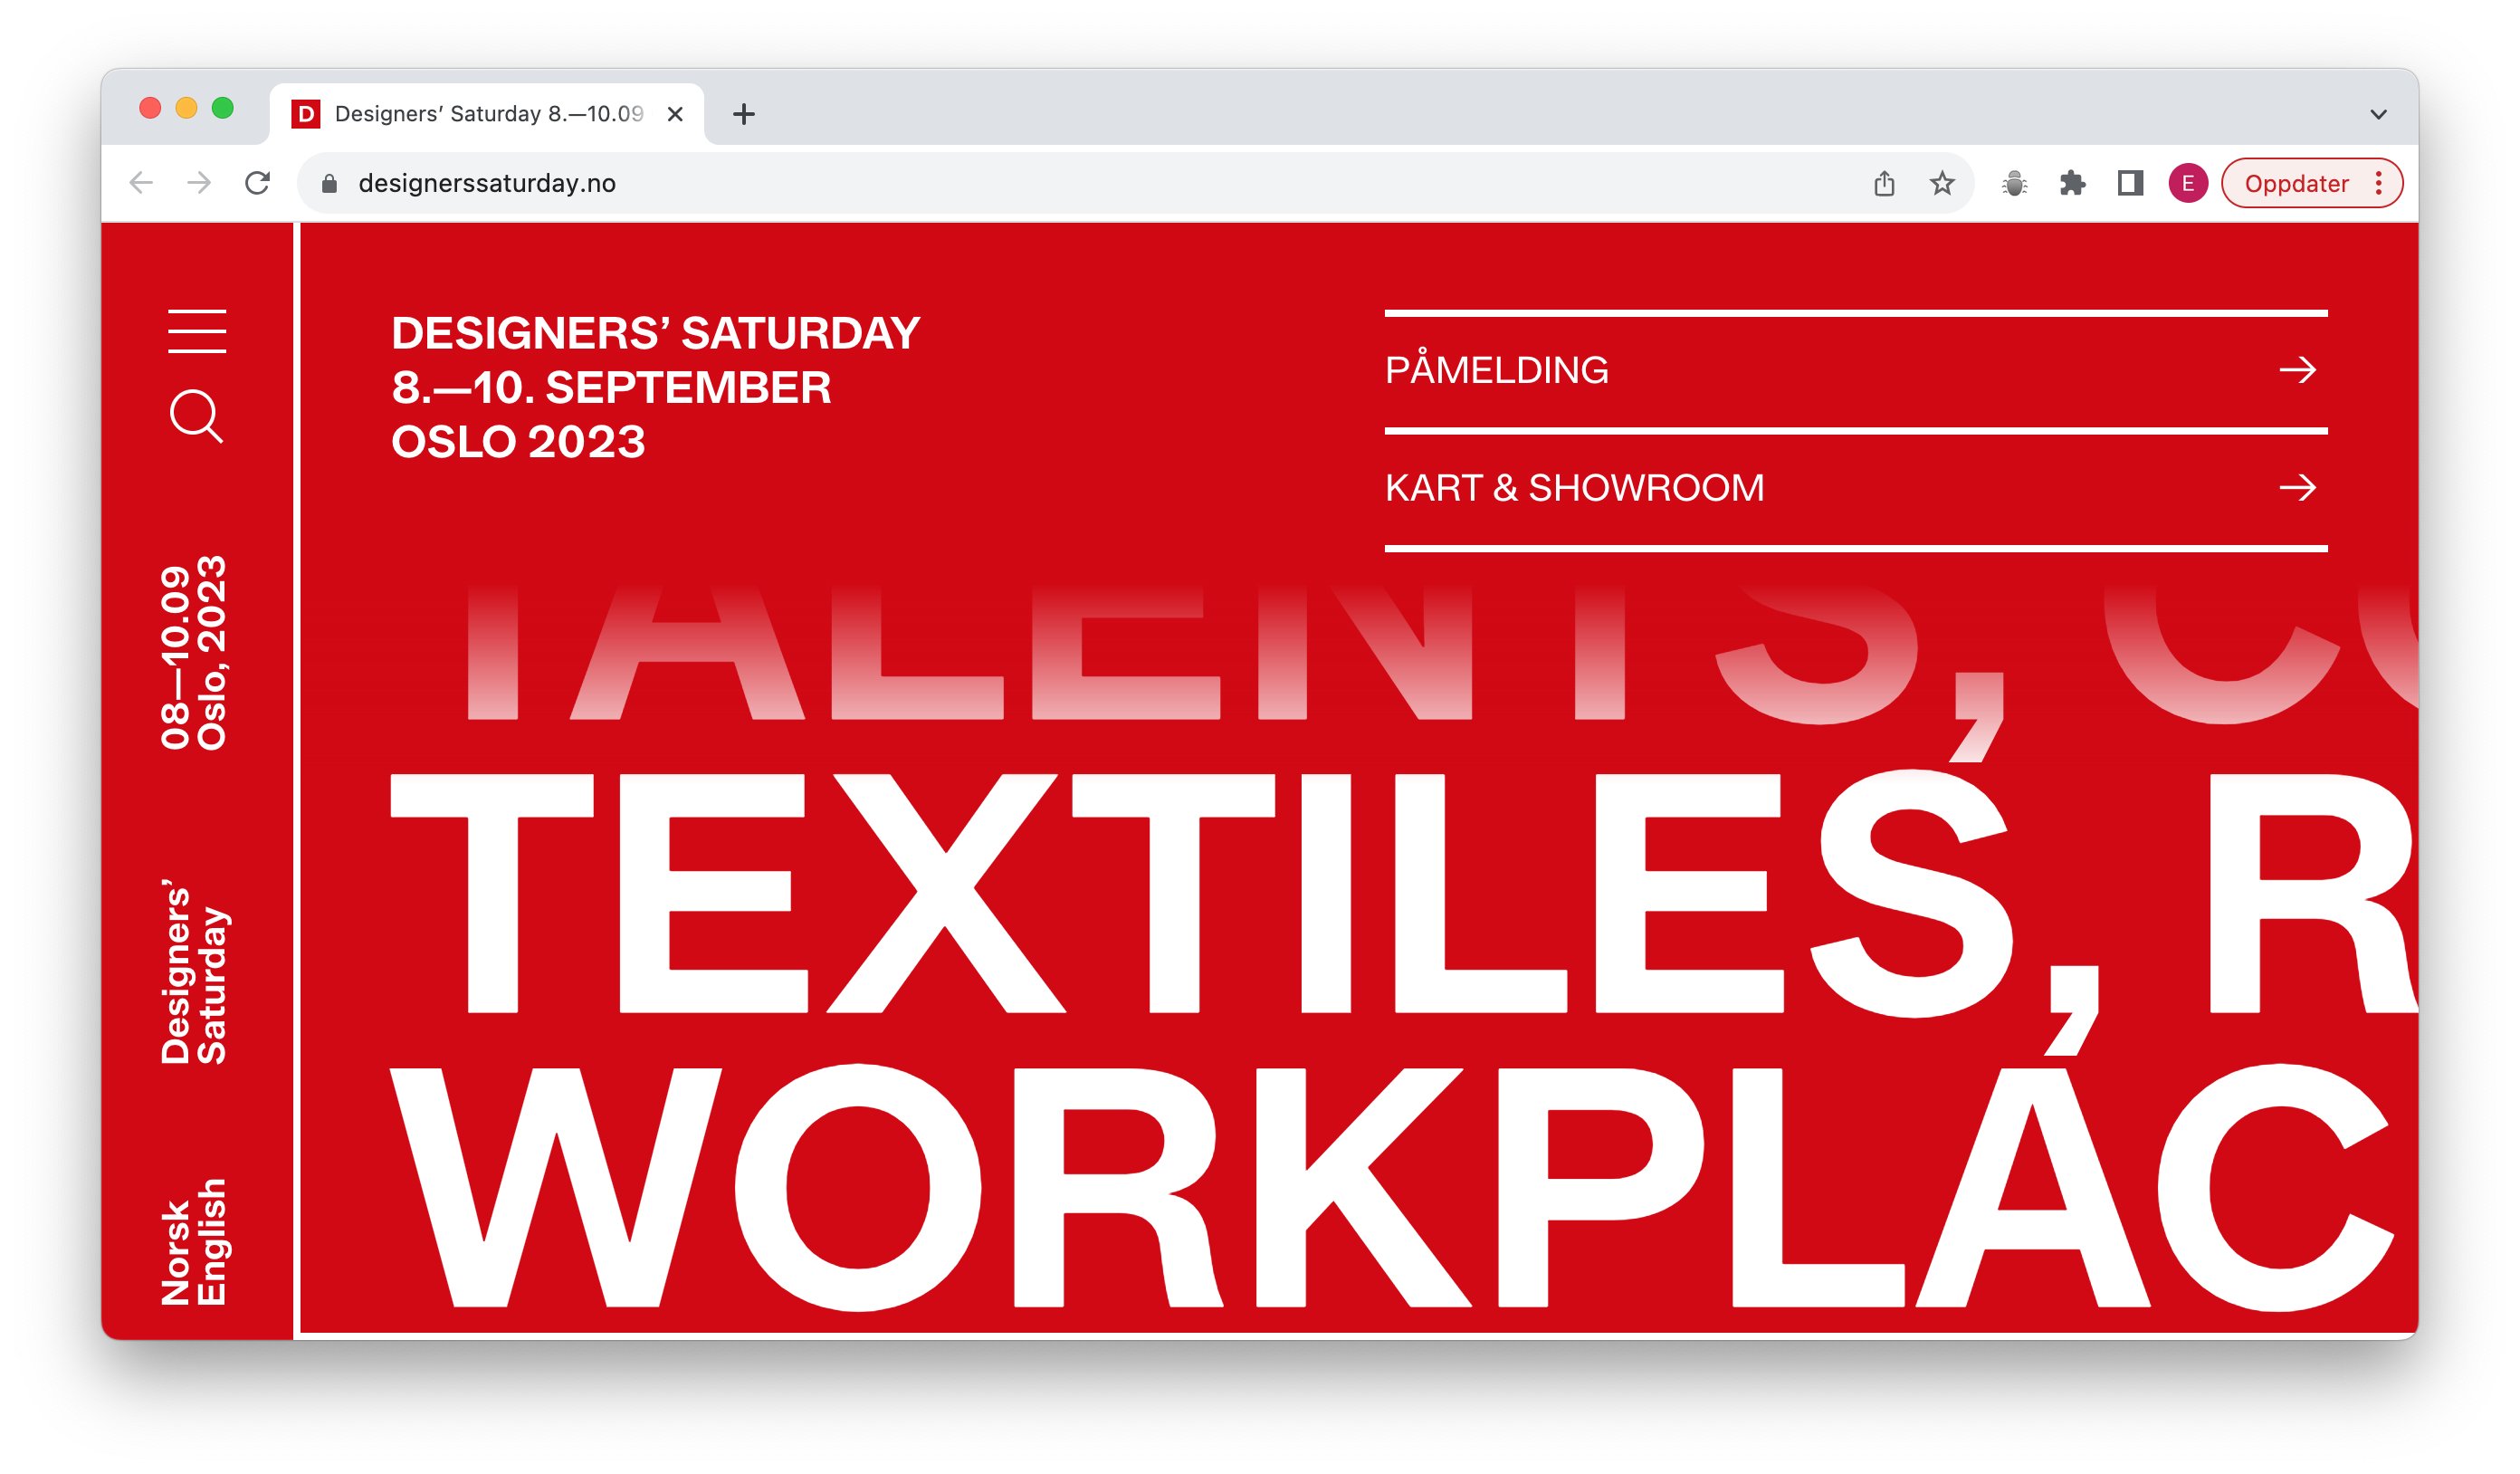 D Designers’ Saturday 8.—10.09
designerssaturday.no
E
Oppdater
08—10.09
Oslo, 2023
Designers’
Saturday
Norsk
English
DESIGNERS’ SATURDAY
8.—10. SEPTEMBER
OSLO 2023
PÅMELDING
KART & SHOWROOM
TALENTS, CO
TEXTILES, R
WORKPLAC